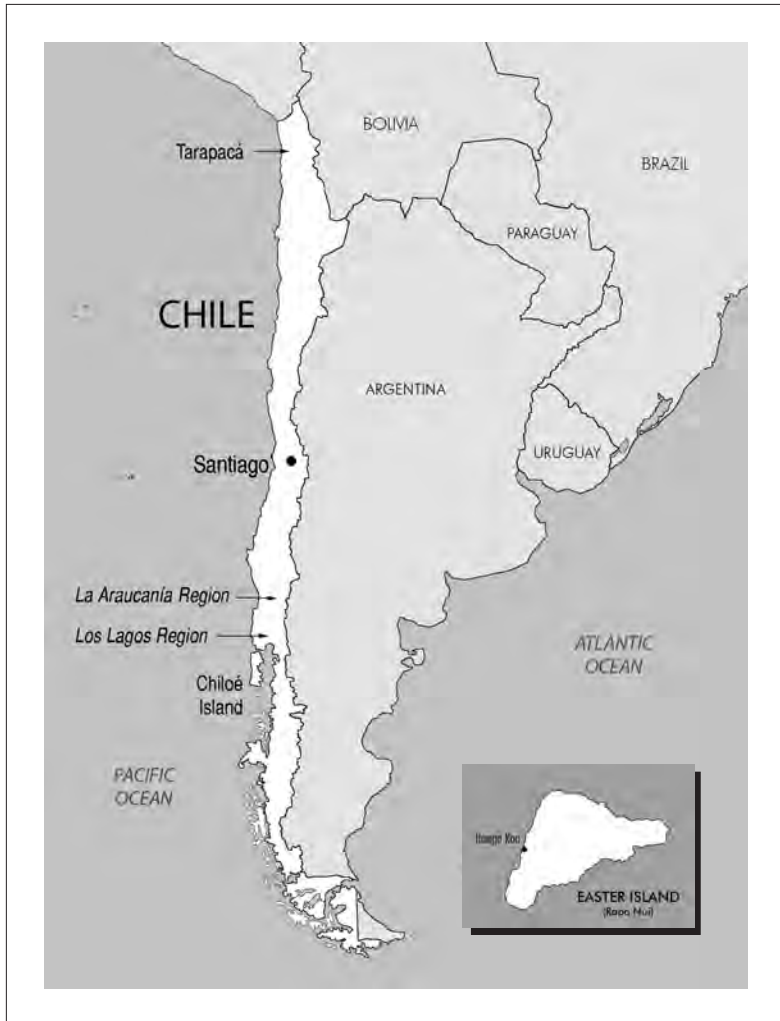 BOLIVIA
Tarapacá
BRAZIL
PARAGUAY
CHILE
ARGENTINA
URUGUAY
Santiago
La Araucanía Region
Los Lagos Region
ATLANTIC
OCEAN
Chiloé
Island
PACIFIC
OCEAN
EASTER ISLAND